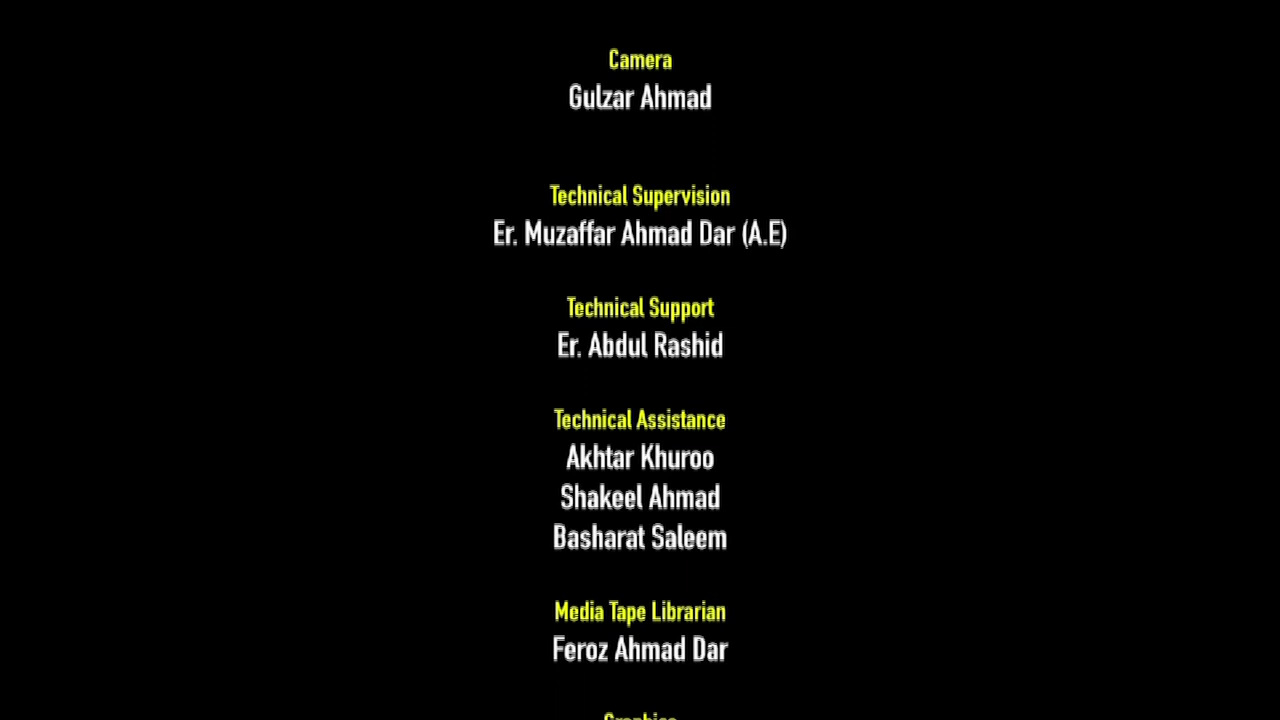 Camera
Gulzar Ahmad
Technical Supervision
Er. Muzaffar Ahmad Dar (A.E)
Technical Support
Er. Abdul Rashid
Technical Assistance
Akhtar Khuroo
Shakeel Ahmad
Basharat Saleem
Media Tape Librarian
Feroz Ahmad Dar